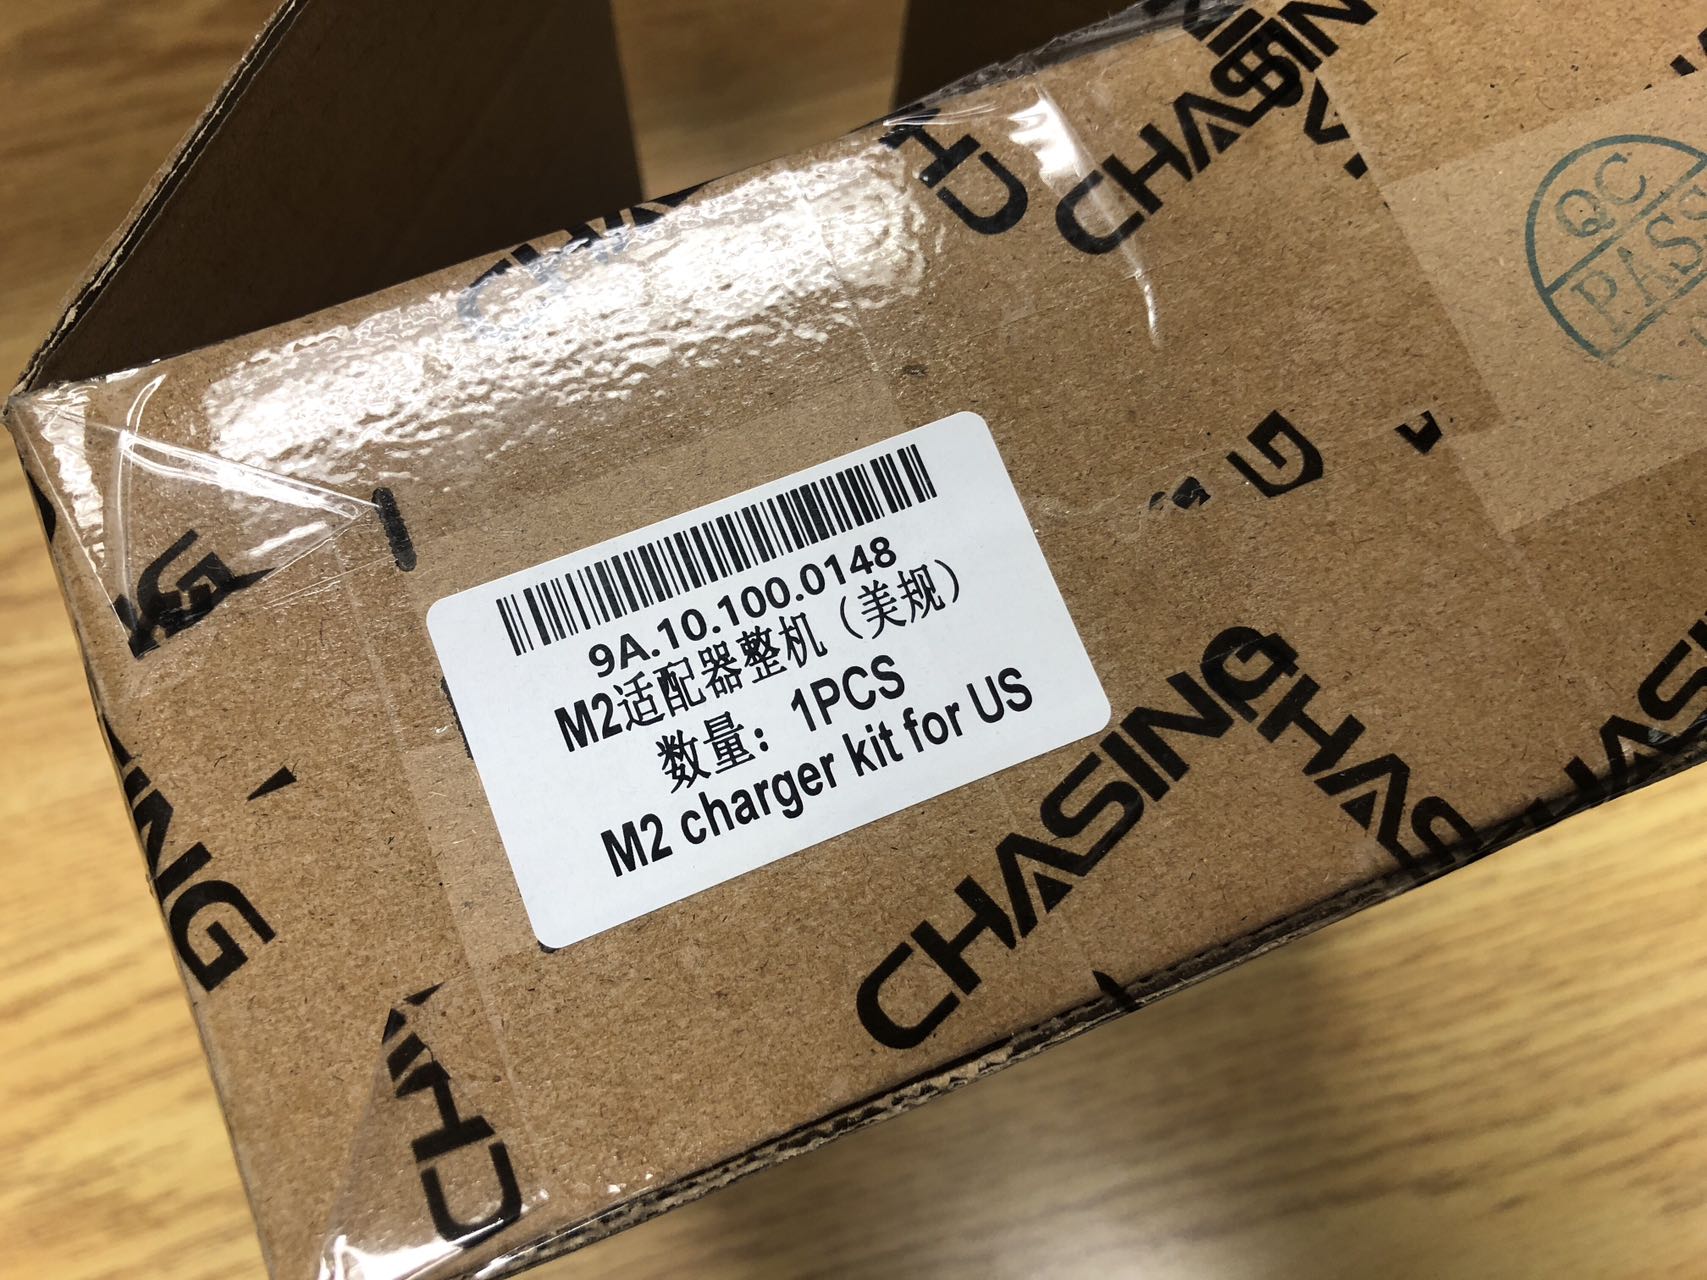 CHASING
QC
PASS
9A.10.100.0148
M2适配器整机（美规）
数量：1PCS
M2 charger kit for US
CHASING